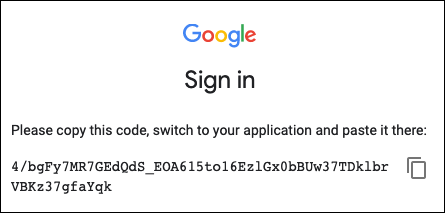 Google
Sign in
Please copy this code, switch to your application and paste it there:
4/bgFy7MR7GEdQdS_EOA615to16EzlGx0bBUw37TDklbr
VBKz37gfaYqk